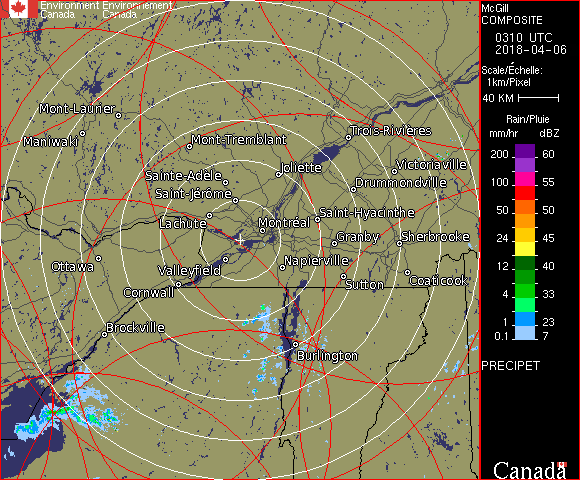 Environment Environnement
Canada Canada
McGill
COMPOSITE
0310 UTC
2018-04-06
Scale/Échelle:
1km/Pixel
40 KM
Rain/Pluie
mm/hr dBZ
200 60
150 57
100 55
50 50
24 45
12 40
4 33
1 23
0.1 7
PRECIPET
Canada
Mont-Laurier
Maniwaki
Mont-Tremblant
Trois-Rivières
Joliette
Victoriaville
Sainte-Adèle
Drummondville
Saint-Jérôme
Lachute
Montréal
Saint-Hyacinthe
Granby
Sherbrooke
Ottawa
Valleyfield
Napierville
Cornwall
Sutton
Coaticook
Brockville
Burlington